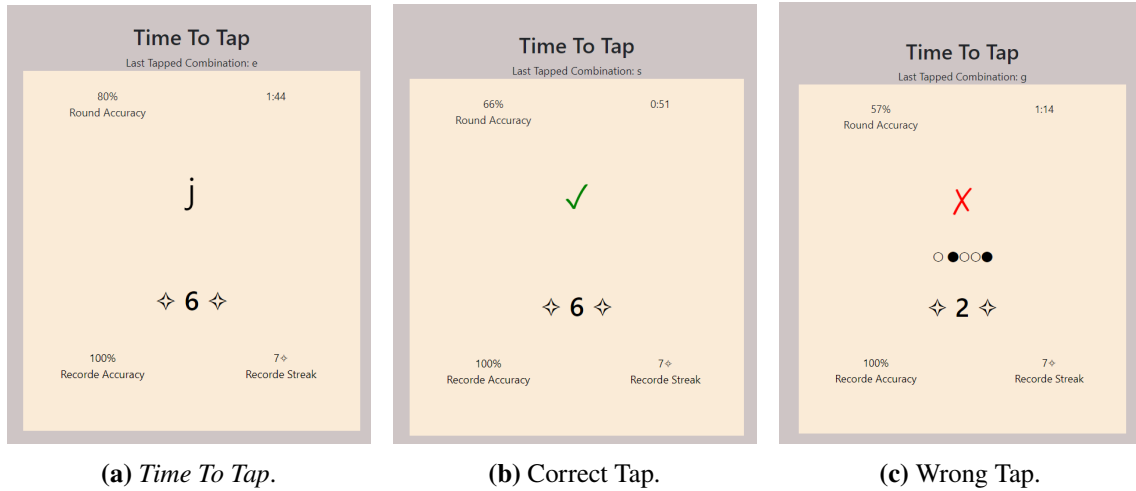 Time To Tap
Last Tapped Combination: e
80% 1:44
Round Accuracy
j
✧ 6 ✧
100% 7✧
Recorde Accuracy Recorde Streak
(a) Time To Tap.
Time To Tap
Last Tapped Combination: s
66% 0:51
Round Accuracy
✓
✧ 6 ✧
100% 7✧
Recorde Accuracy Recorde Streak
(b) Correct Tap.
Time To Tap
Last Tapped Combination: g
57% 1:14
Round Accuracy
✗
○ ●○○●
✧ 2 ✧
100% 7✧
Recorde Accuracy Recorde Streak
(c) Wrong Tap.